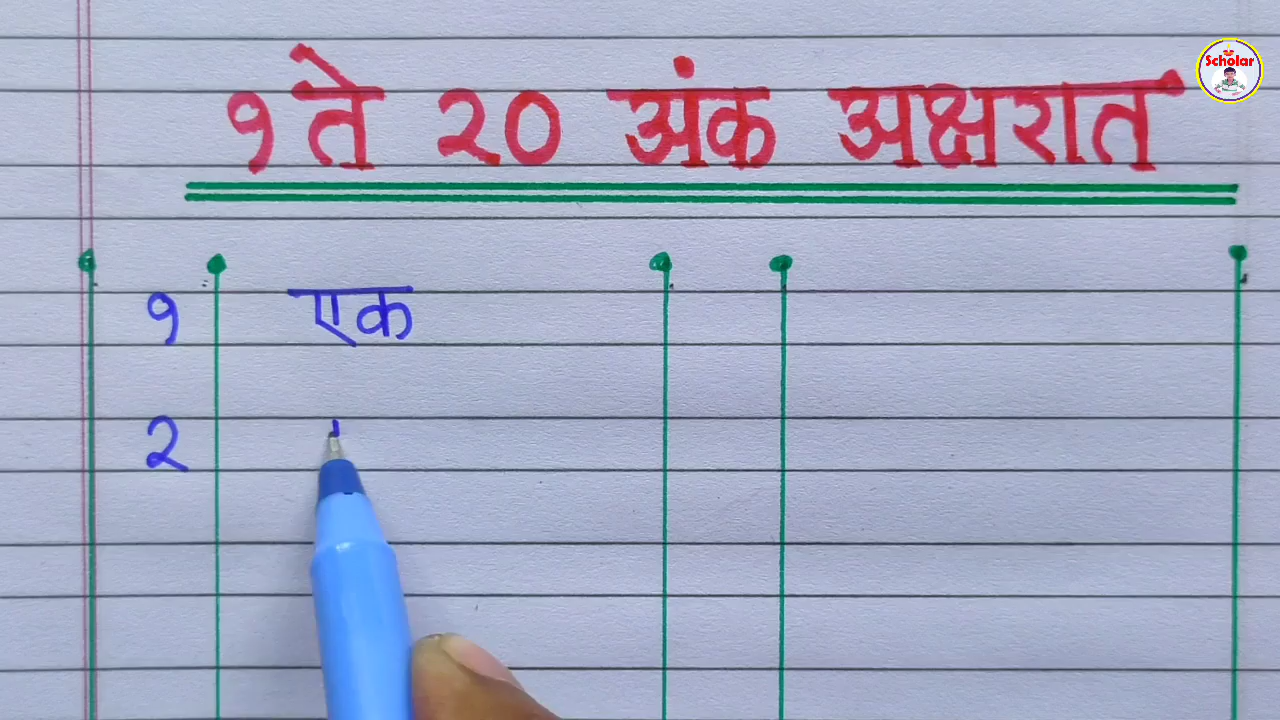 १ ते २० अंक अक्षरात
Scholar
१ एक
२